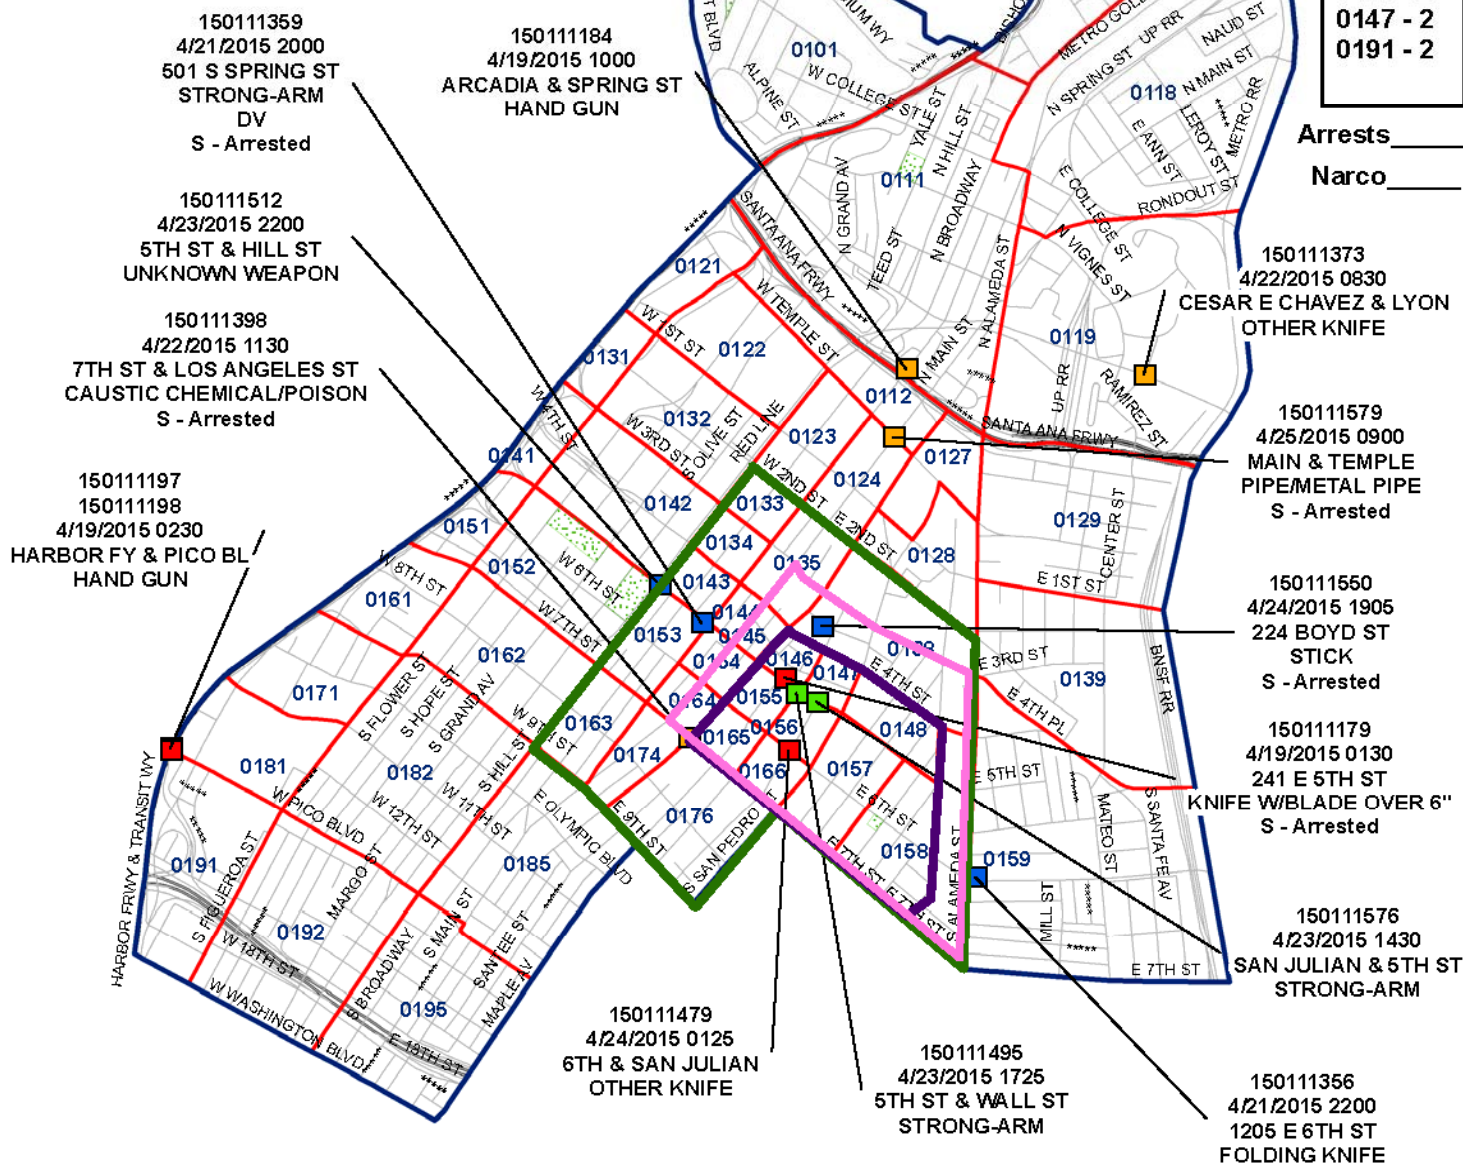 150111359
4/21/2015 2000
501 S SPRING ST
STRONG-ARM
DV
S - Arrested
150111184
4/19/2015 1000
ARCADIA & SPRING ST
HAND GUN
0147 - 2
0191 - 2
Arrests
Narco
150111512
4/23/2015 2200
5TH ST & HILL ST
UNKNOWN WEAPON
150111398
4/22/2015 1130
7TH ST & LOS ANGELES ST
CAUSTIC CHEMICAL/POISON
S - Arrested
150111197
150111198
4/19/2015 0230
HARBOR FY & PICO BL
HAND GUN
150111373
4/22/2015 0830
CESAR E CHAVEZ & LYON
OTHER KNIFE
150111579
4/25/2015 0900
MAIN & TEMPLE
PIPE/METAL PIPE
S - Arrested
150111550
4/24/2015 1905
224 BOYD ST
STICK
S - Arrested
150111179
4/19/2015 0130
241 E 5TH ST
KNIFE W/BLADE OVER 6"
S - Arrested
150111576
4/23/2015 1430
SAN JULIAN & 5TH ST
STRONG-ARM
150111479
4/24/2015 0125
6TH & SAN JULIAN
OTHER KNIFE
150111495
4/23/2015 1725
5TH ST & WALL ST
STRONG-ARM
150111356
4/21/2015 2200
1205 E 6TH ST
FOLDING KNIFE
T BLVD
WY
METRO GOL
UP RR
NAUD ST
N SPRING ST
N MAIN ST
0101
W COLLEGE ST
ALPINE ST
YALE ST
N HILL ST
0118
E ANN ST
LEROY ST
METRO RR
0111
N GRAND AV
N BROADWAY
TEED ST
E COLLEGE ST
RONDOUT ST
N VIGNES ST
N ALAMEDA ST
SANTA ANA FRWY
0121
W TEMPLE ST
W 1ST ST
0122
0131
N MAIN ST
0119
UP RR
RAMIREZ ST
0112
SANTA ANA FRWY
W 4TH ST
0132
W 3RD ST
S OLIVE ST
RED LINE
0123
0127
0141
W 2ND ST
0124
0142
0133
0129
CENTER ST
0151
0134
E 2ND ST
0128
0152
W 6TH ST
0135
E 1ST ST
W 8TH ST
0161
0143
W 7TH ST
0144
0145
0153
0146
E 3RD ST
0162
0147
E 4TH ST
0139
BNSF RR
0171
S FLOWER ST
S HOPE ST
S GRAND AV
0155
E 4TH PL
W 9TH ST
0163
0165
0156
0148
0174
S HILL ST
0181
0182
0166
0157
E 5TH ST
W PICO BLVD
W 12TH ST
W 11TH ST
E OLYMPIC BLVD
E 9TH ST
0176
E 6TH ST
S SAN PEDRO
MATEO ST
S SANTA FE AV
HARBOR FRWY & TRANSIT WY
0191
S FIGUEROA ST
MARGO ST
0185
E 7TH ST
0158
0159
ALAMEDA ST
E 7TH ST
MILL ST
0192
W 18TH ST
S BROADWAY
S MAIN ST
SANTEE ST
MAPLE AV
E 7TH ST
W WASHINGTON BLVD
0195
E 18TH ST